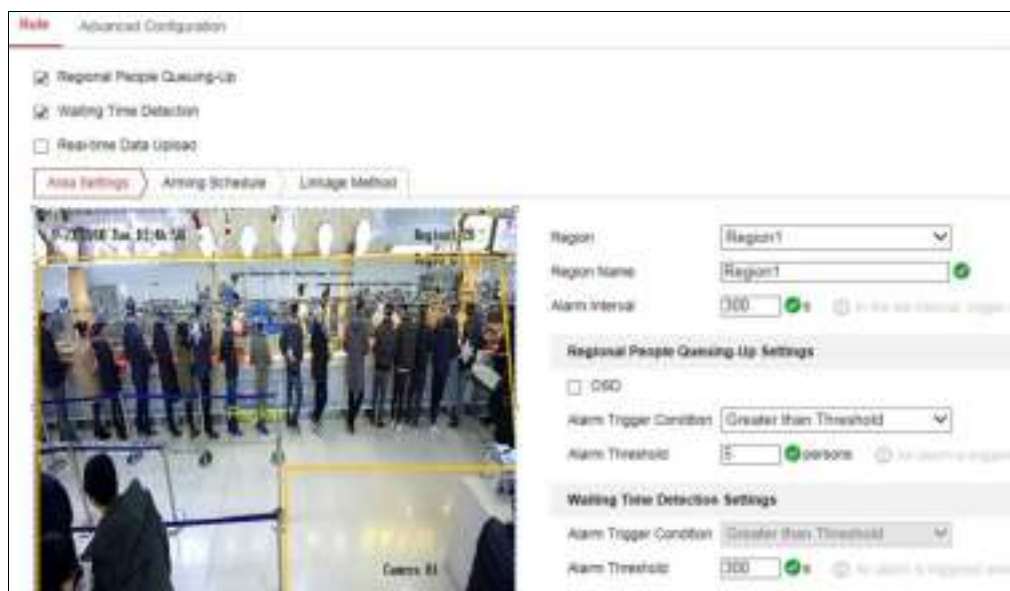 Rule Advanced Configuration
Regional People Queuing-Up
Waiting Time Detection
Real-time Data Upload
Area Settings Arming Schedule Linkage Method
Region Region1
Region Name Region1
Alarm Interval 300 s
Regional People Queuing-Up Settings
OSD
Alarm Trigger Condition Greater than Threshold
Alarm Threshold 5 persons
Waiting Time Detection Settings
Alarm Trigger Condition Greater than Threshold
Alarm Threshold 300 s
Camera 01